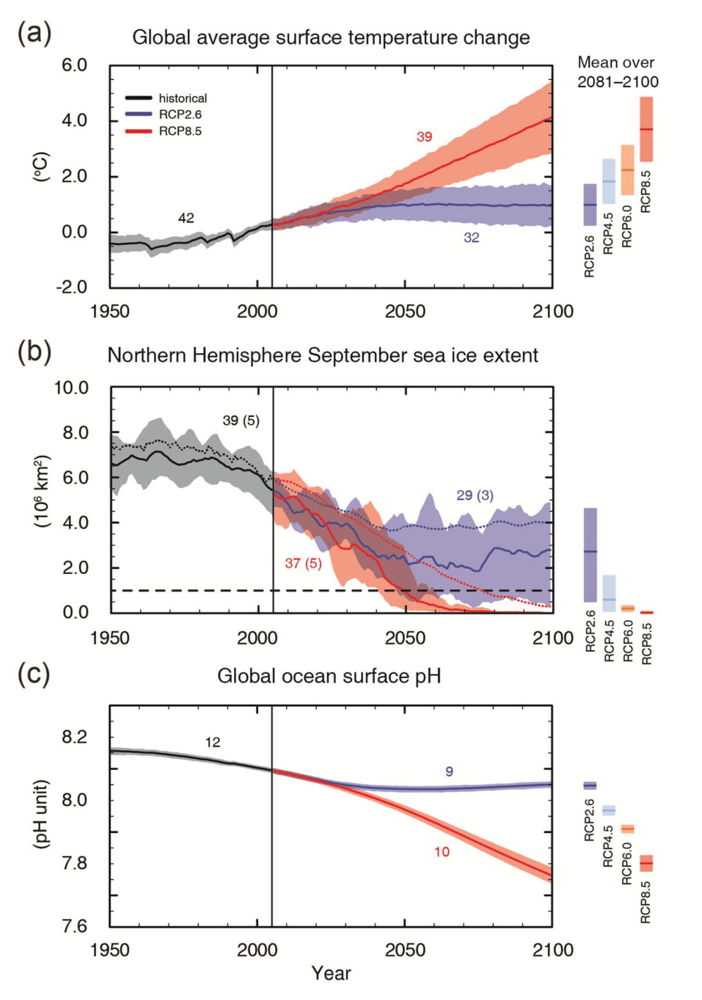 (a)
Global average surface temperature change
Mean over
2081–2100
6.0
4.0
2.0
0.0
-2.0
(°C)
historical
RCP2.6
RCP8.5
42
39
32
1950
2000
2050
2100
RCP2.6
RCP4.5
RCP6.0
RCP8.5
(b)
Northern Hemisphere September sea ice extent
10.0
8.0
6.0
4.0
2.0
0.0
(10⁶ km²)
39 (5)
29 (3)
37 (5)
1950
2000
2050
2100
RCP2.6
RCP4.5
RCP6.0
RCP8.5
(c)
Global ocean surface pH
8.2
8.0
7.8
7.6
(pH unit)
12
9
10
1950
2000
2050
2100
Year
RCP2.6
RCP4.5
RCP6.0
RCP8.5